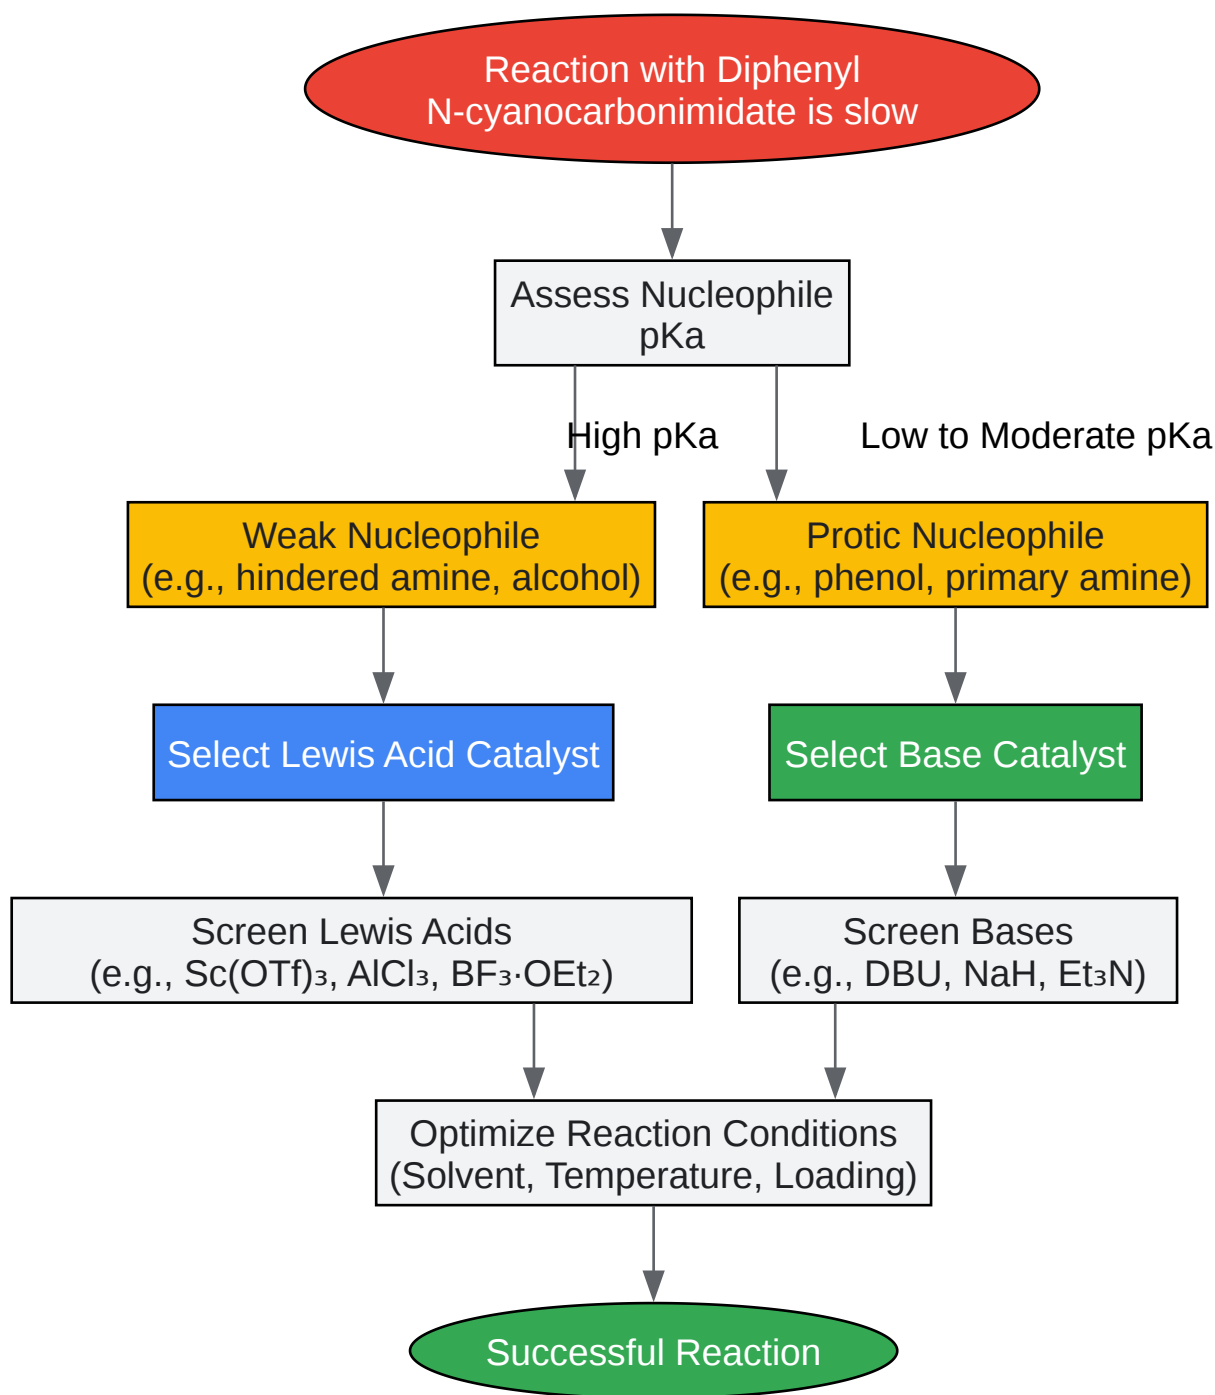 Reaction with Diphenyl
N-cyanocarbonimidate is slow
Assess Nucleophile
pKa
High pKa
Low to Moderate pKa
Weak Nucleophile
(e.g., hindered amine, alcohol)
Protic Nucleophile
(e.g., phenol, primary amine)
Select Lewis Acid Catalyst
Select Base Catalyst
Screen Lewis Acids
(e.g., Sc(OTf)₃, AlCl₃, BF₃·OEt₂)
Screen Bases
(e.g., DBU, NaH, Et₃N)
Optimize Reaction Conditions
(Solvent, Temperature, Loading)
Successful Reaction